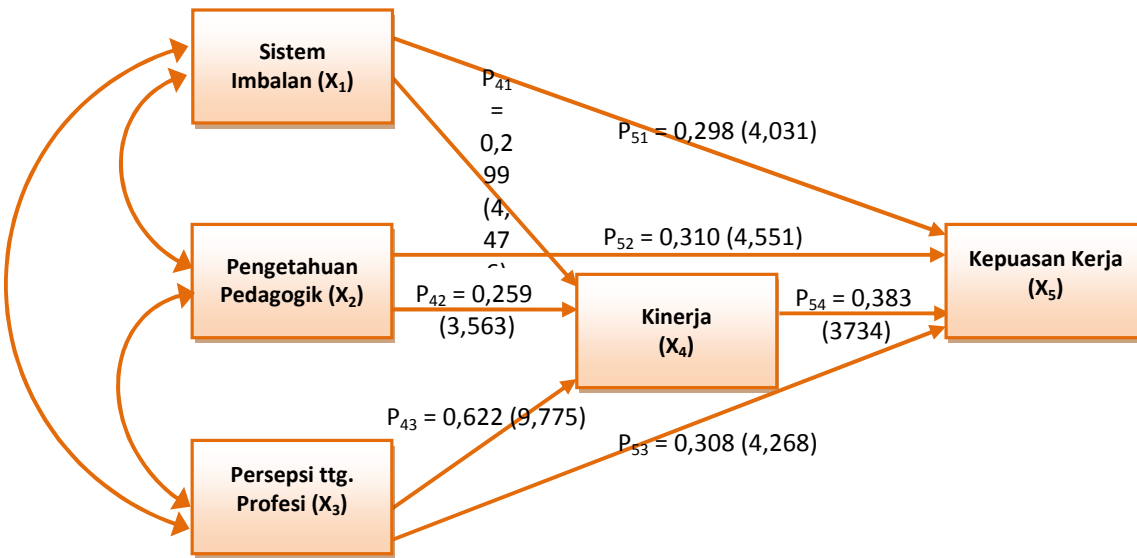 Sistem
Imbalan (X₁)
P₄₁
=
0,2
99
(4,
47
P₅₁ = 0,298 (4,031)
Pengetahuan
Pedagogik (X₂)
P₅₂ = 0,310 (4,551)
Kepuasan Kerja
(X₅)
P₄₂ = 0,259
(3,563)
Kinerja
(X₄)
P₅₄ = 0,383
(3734)
P₄₃ = 0,622 (9,775)
P₅₃ = 0,308 (4,268)
Persepsi ttg.
Profesi (X₃)